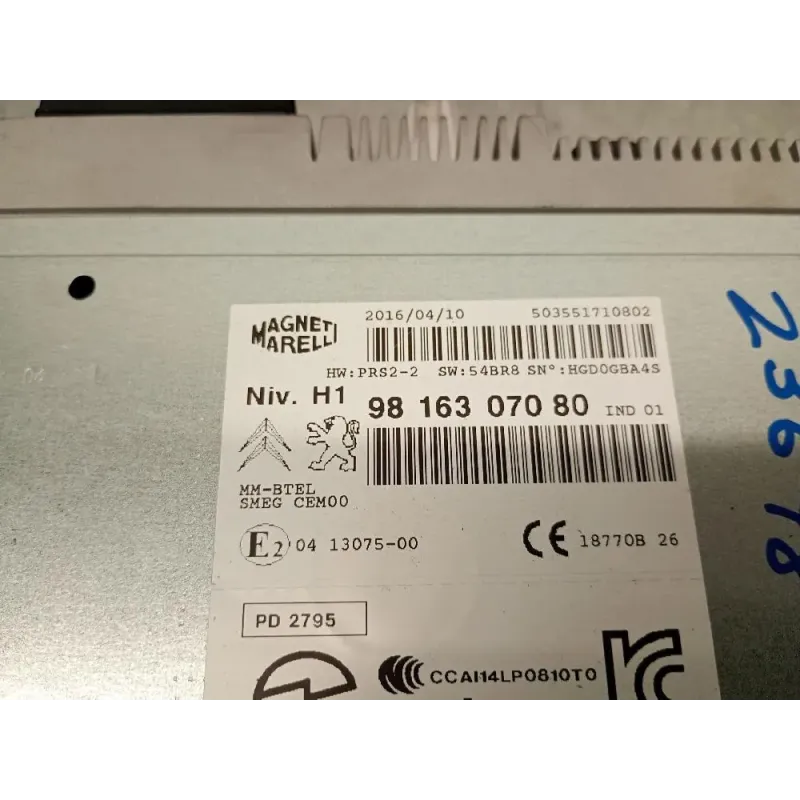 MAGNETI MARELLI
2016/04/10 503551710802
HW:PRS2-2 SW:54BR8 SN°:HGD0GBA4S
Niv. H1
98 163 070 80 IND 01
MM-BTEL
SMEG CEM00
E2 04 13075-00
CE 18770B 26
PD 2795
CCAI14LP0810T0
23618